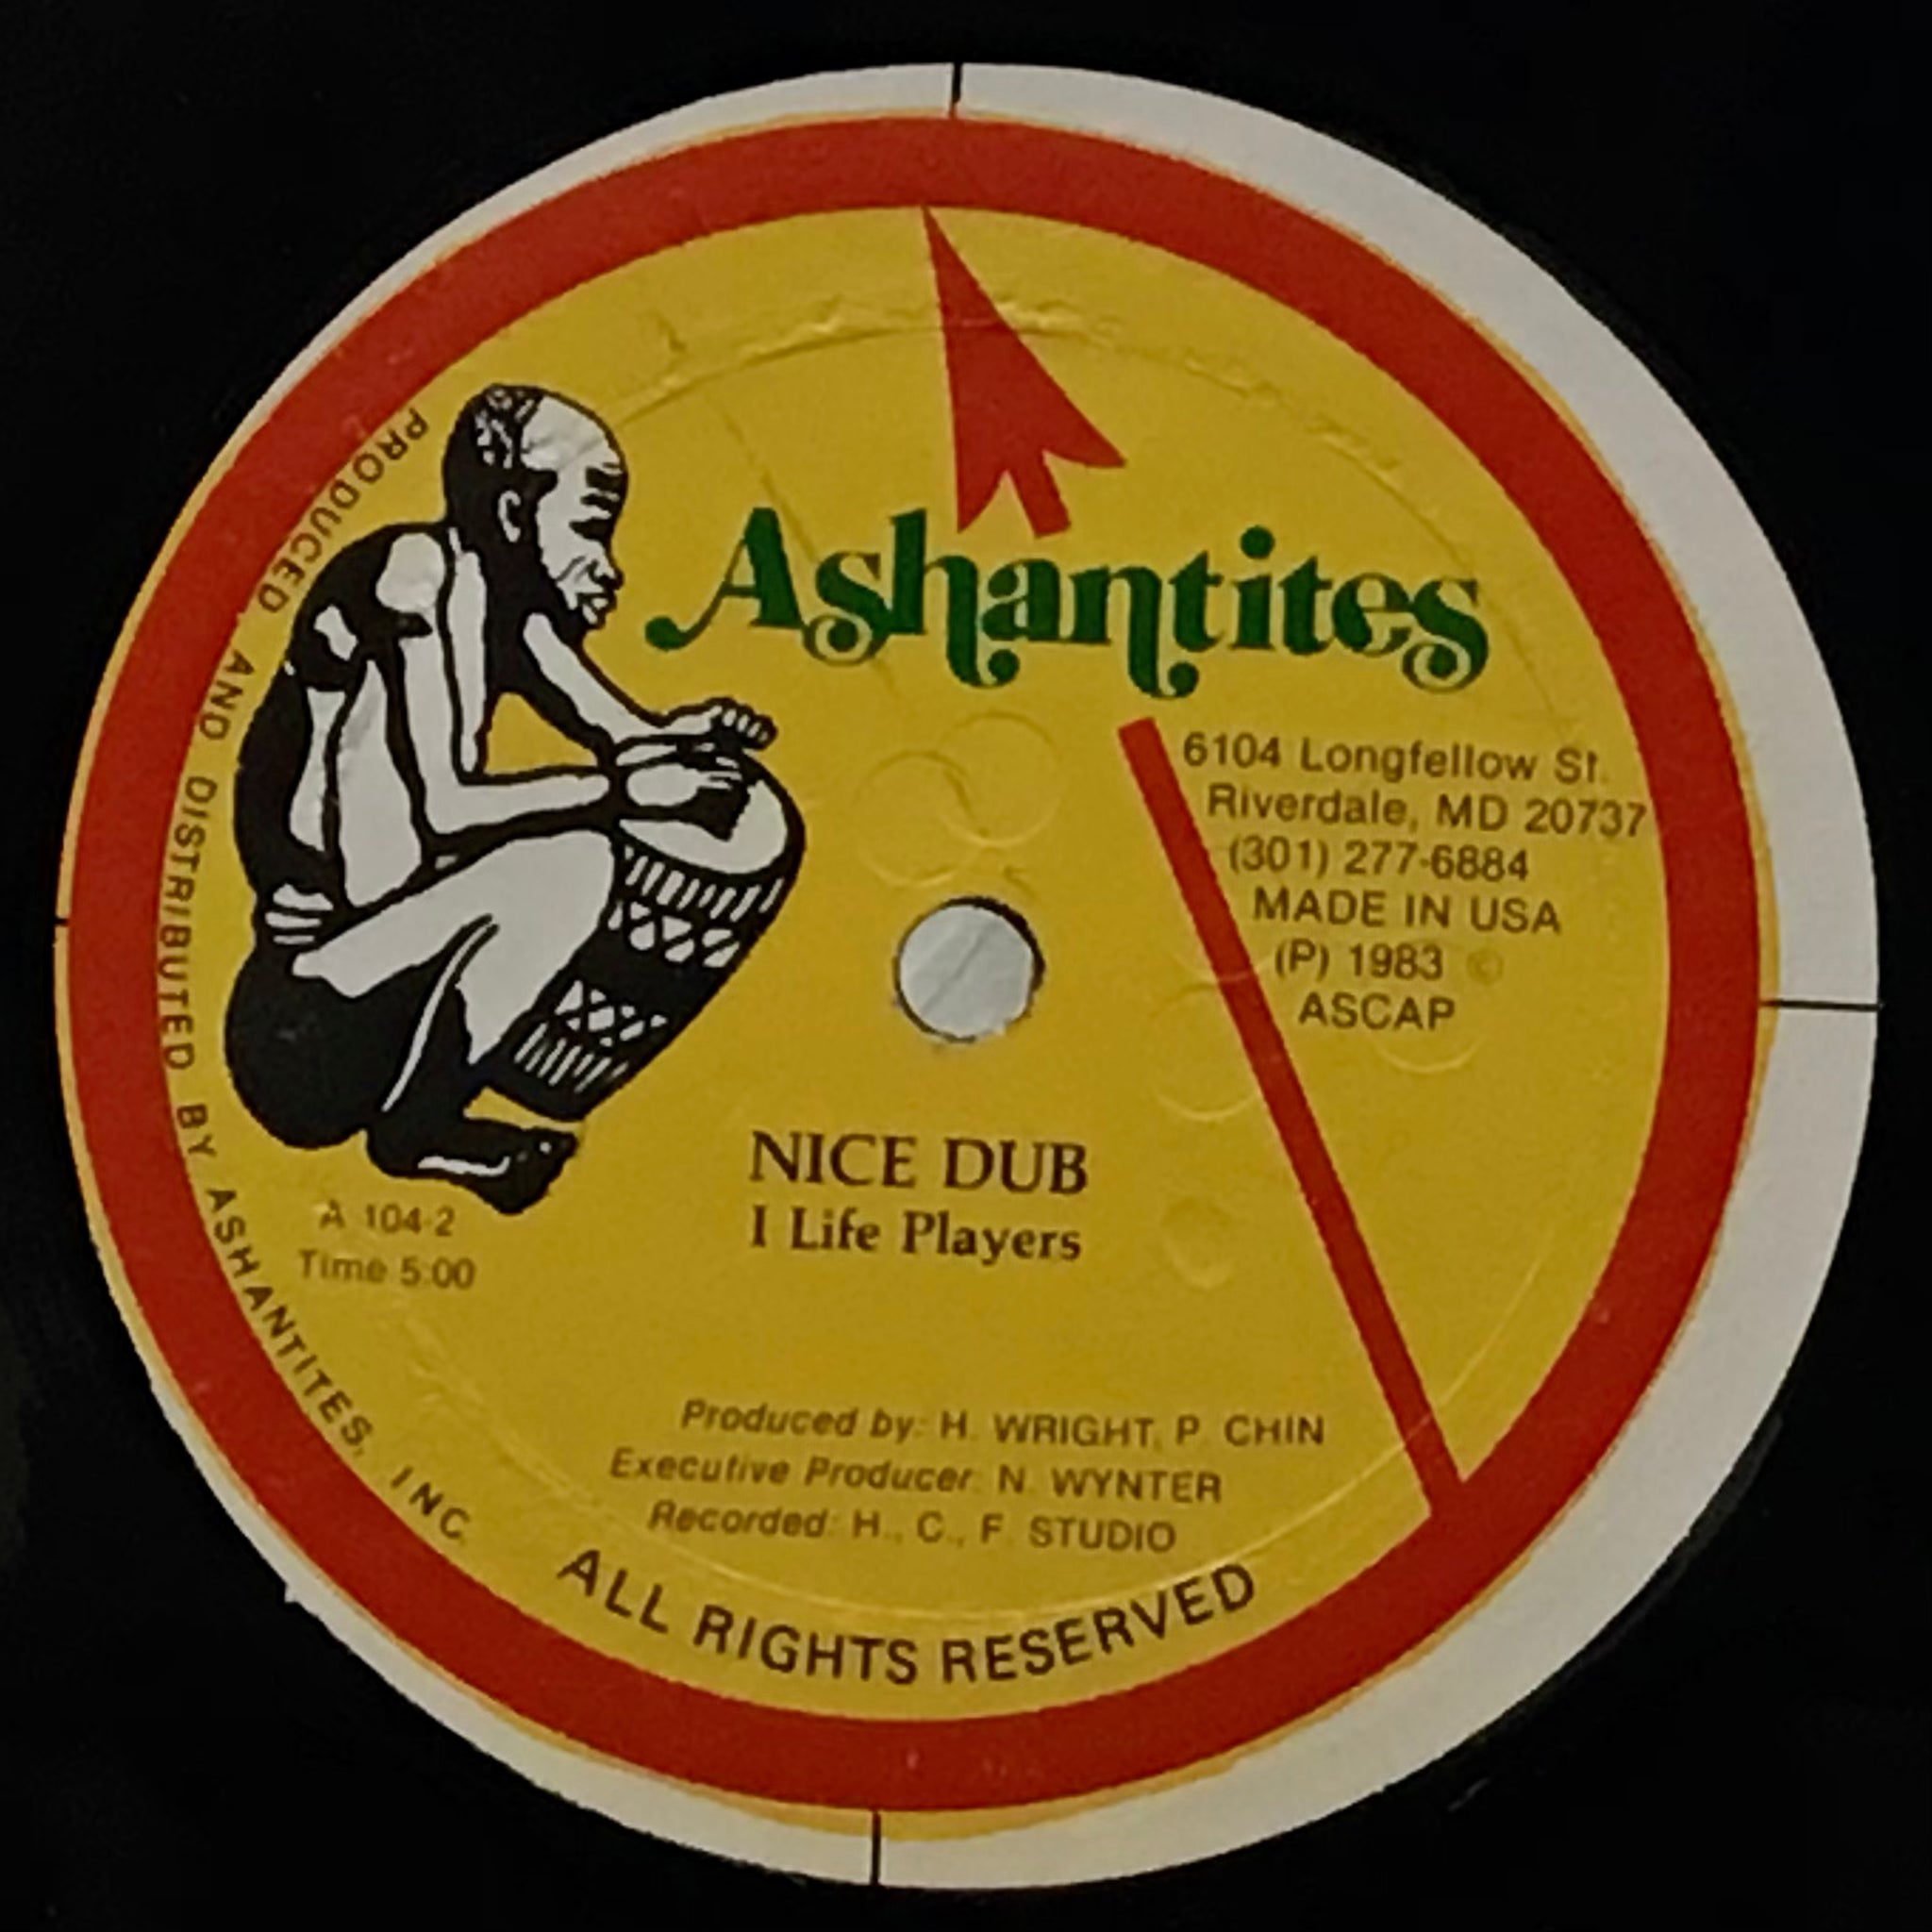 Ashantites
6104 Longfellow St.
Riverdale, MD 20737
(301) 277-6884
MADE IN USA
(P) 1983 ©
ASCAP
PRODUCED AND DISTRIBUTED BY ASHANTITES, INC.
NICE DUB
I Life Players
A 104-2
Time 5:00
Produced by: H. WRIGHT, P. CHIN
Executive Producer: N. WYNTER
Recorded: H., C., F. STUDIO
ALL RIGHTS RESERVED